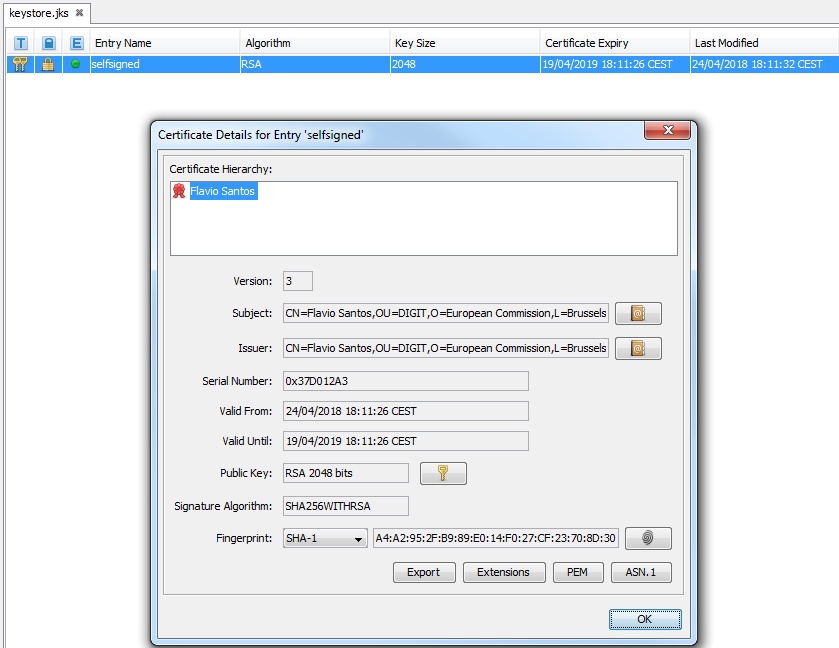 keystore.jks
T E Entry Name Algorithm Key Size Certificate Expiry Last Modified
selfsigned RSA 2048 19/04/2019 18:11:26 CEST 24/04/2018 18:11:32 CEST
Certificate Details for Entry 'selfsigned'
Certificate Hierarchy:
Flavio Santos
Version: 3
Subject: CN=Flavio Santos,OU=DIGIT,O=European Commission,L=Brussels
Issuer: CN=Flavio Santos,OU=DIGIT,O=European Commission,L=Brussels
Serial Number: 0x37D012A3
Valid From: 24/04/2018 18:11:26 CEST
Valid Until: 19/04/2019 18:11:26 CEST
Public Key: RSA 2048 bits
Signature Algorithm: SHA256WITHRSA
Fingerprint: SHA-1 A4:A2:95:2F:B9:89:E0:14:F0:27:CF:23:70:8D:30
Export Extensions PEM ASN.1
OK